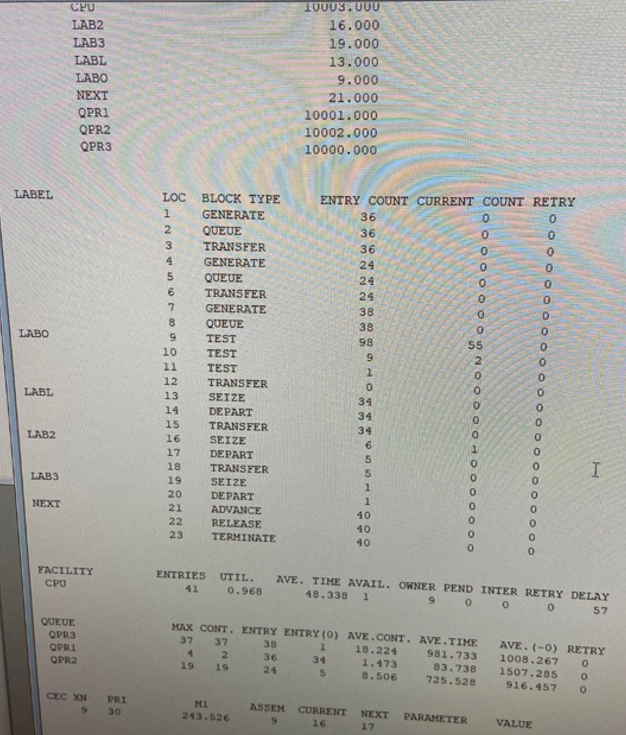 CPU 10003.000
LAB2 16.000
LAB3 19.000
LABL 13.000
LABO 9.000
NEXT 21.000
QPR1 10001.000
QPR2 10002.000
QPR3 10000.000
LABEL LOC BLOCK TYPE ENTRY COUNT CURRENT COUNT RETRY
1 GENERATE 36 0 0
2 QUEUE 36 0 0
3 TRANSFER 36 0 0
4 GENERATE 24 0 0
5 QUEUE 24 0 0
6 TRANSFER 24 0 0
7 GENERATE 38 0 0
8 QUEUE 38 0 0
LABO 9 TEST 98 55 0
10 TEST 9 2 0
11 TEST 1 0 0
12 TRANSFER 0 0 0
LABL 13 SEIZE 34 0 0
14 DEPART 34 0 0
15 TRANSFER 34 0 0
LAB2 16 SEIZE 6 1 0
17 DEPART 5 0 0
18 TRANSFER 5 0 0
LAB3 19 SEIZE 1 0 0
20 DEPART 1 0 0
NEXT 21 ADVANCE 40 0 0
22 RELEASE 40 0 0
23 TERMINATE 40 0 0
FACILITY ENTRIES UTIL. AVE. TIME AVAIL. OWNER PEND INTER RETRY DELAY
CPU 41 0.968 48.338 1 9 0 0 0 57
QUEUE MAX CONT. ENTRY ENTRY(0) AVE.CONT. AVE.TIME AVE.(-0) RETRY
QPR3 37 37 38 1 18.224 981.733 1008.267 0
QPR1 4 2 36 34 1.473 83.738 1507.285 0
QPR2 19 19 24 5 8.506 725.528 916.457 0
CEC XN PRI M1 ASSEM CURRENT NEXT PARAMETER VALUE
9 30 243.526 9 16 17